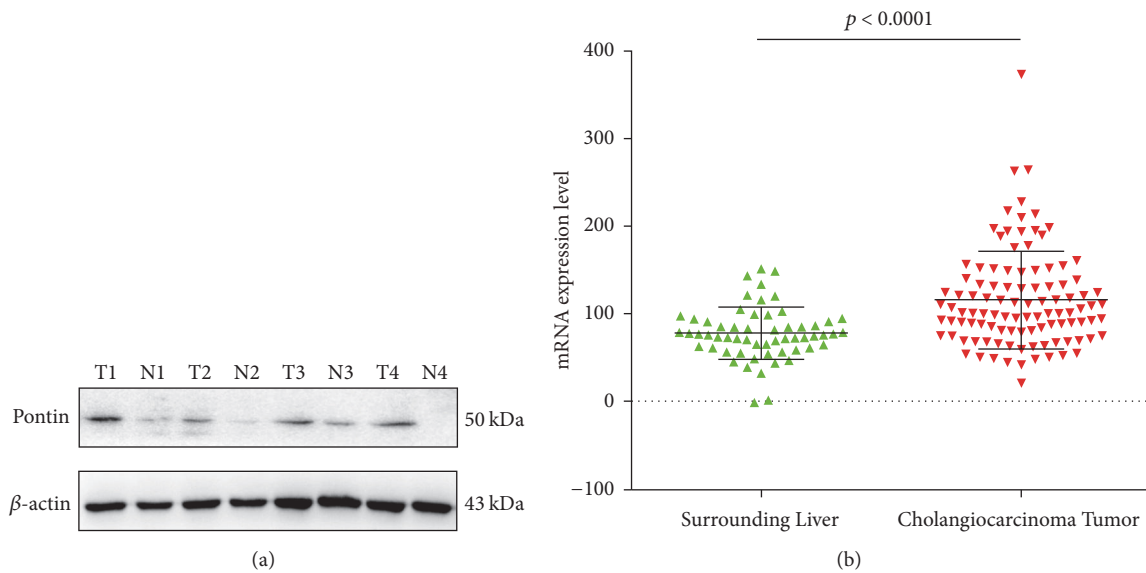 T1 N1 T2 N2 T3 N3 T4 N4
Pontin 50 kDa
β-actin 43 kDa
(a)
p < 0.0001
400
300
200
100
0
−100
mRNA expression level
Surrounding Liver Cholangiocarcinoma Tumor
(b)